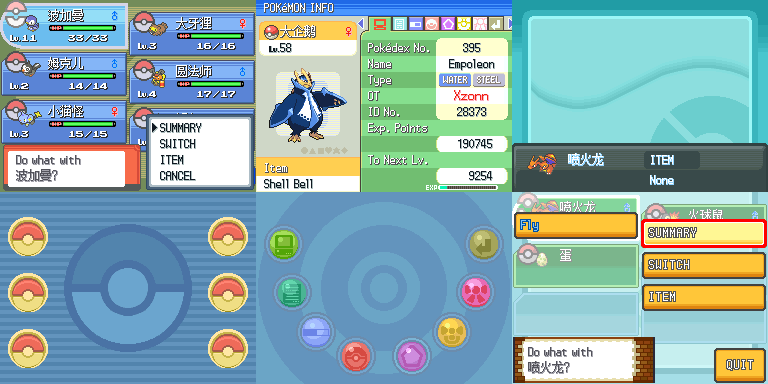 波加曼
Lv.11 33/33
大牙狸
Lv.3 16/16
姆克儿
Lv.2 14/14
圆法师
Lv.4 17/17
小猫怪
Lv.3 15/15
SUMMARY
SWITCH
ITEM
CANCEL
Do what with
波加曼?
POKéMON INFO
大企鹅
Lv.58
Item
Shell Bell
Pokédex No. 395
Name Empoleon
Type WATER STEEL
OT Xzonn
ID No. 28373
Exp. Points
190745
To Next Lv.
9254
EXP
喷火龙 ITEM
None
喷火龙
火球鼠
Fly
SUMMARY
蛋
SWITCH
ITEM
Do what with
喷火龙?
QUIT